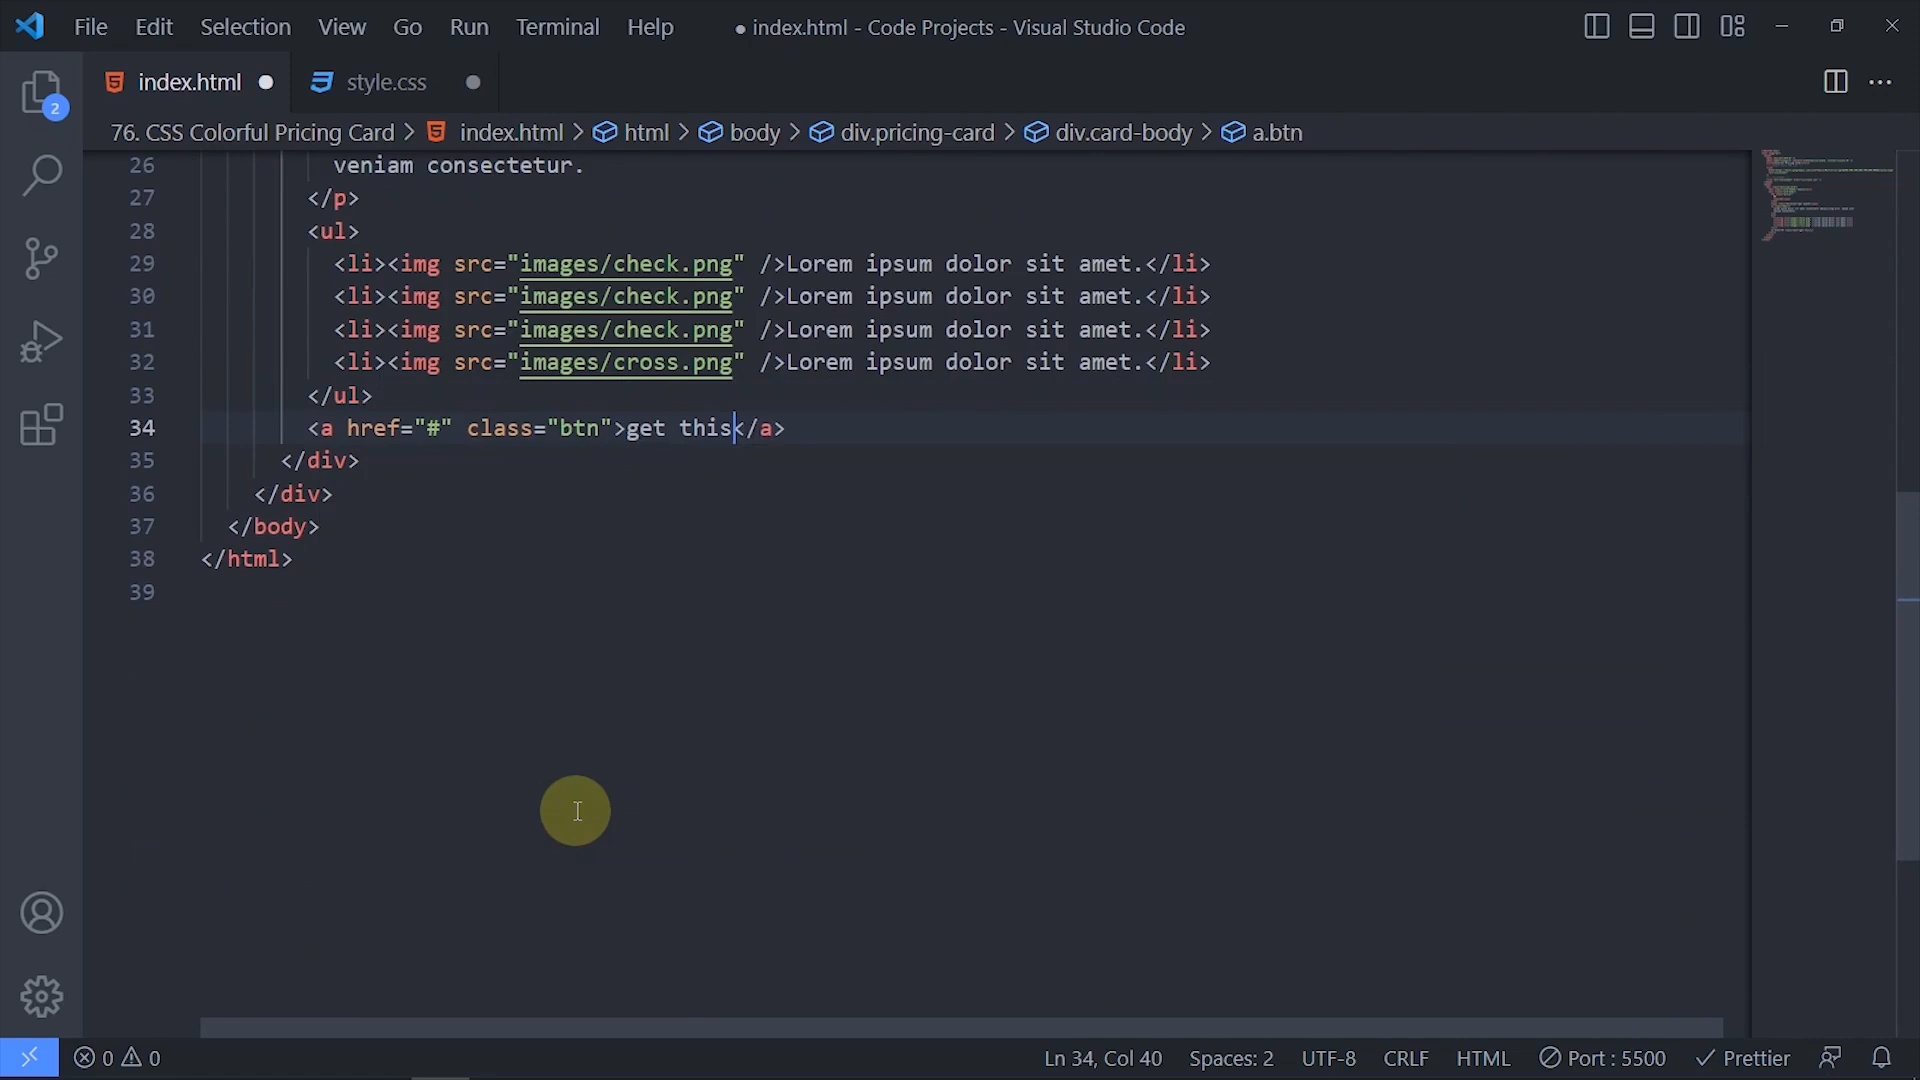 File Edit Selection View Go Run Terminal Help ● index.html - Code Projects - Visual Studio Code
index.html ● style.css ●
2
76. CSS Colorful Pricing Card > index.html > html > body > div.pricing-card > div.card-body > a.btn
26 veniam consectetur.
27 </p>
28 <ul>
29 <li><img src="images/check.png" />Lorem ipsum dolor sit amet.</li>
30 <li><img src="images/check.png" />Lorem ipsum dolor sit amet.</li>
31 <li><img src="images/check.png" />Lorem ipsum dolor sit amet.</li>
32 <li><img src="images/cross.png" />Lorem ipsum dolor sit amet.</li>
33 </ul>
34 <a href="#" class="btn">get this</a>
35 </div>
36 </div>
37 </body>
38 </html>
39
0 0 Ln 34, Col 40 Spaces: 2 UTF-8 CRLF HTML Port : 5500 Prettier